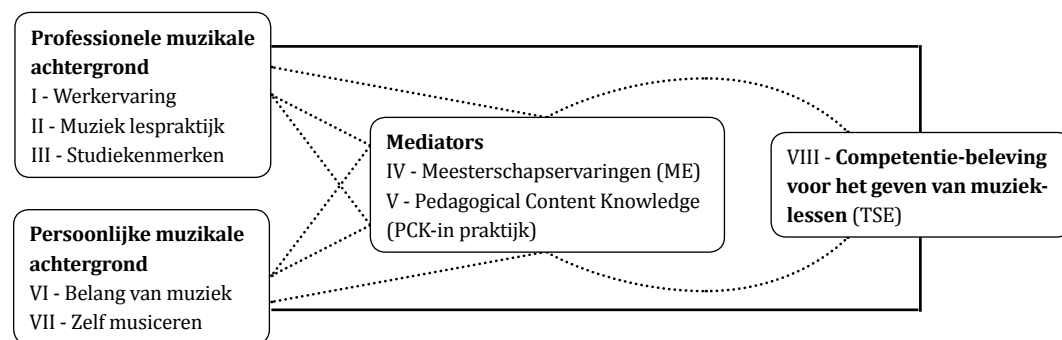 Professionele muzikale
achtergrond
I - Werkervaring
II - Muziek lespraktijk
III - Studiekenmerken
Persoonlijke muzikale
achtergrond
VI - Belang van muziek
VII - Zelf musiceren
Mediators
IV - Meesterschapservaringen (ME)
V - Pedagogical Content Knowledge
(PCK-in praktijk)
VIII - Competentie-beleving
voor het geven van muziek-
lessen (TSE)